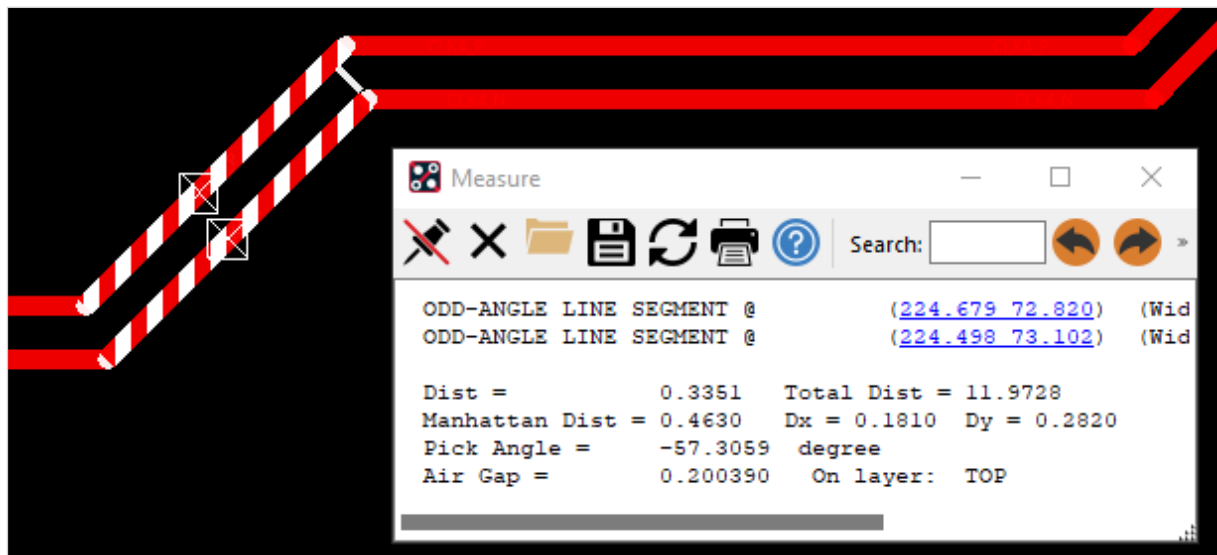 Measure
Search:
»
ODD-ANGLE LINE SEGMENT @ (224.679 72.820) (Wid
ODD-ANGLE LINE SEGMENT @ (224.498 73.102) (Wid
Dist = 0.3351 Total Dist = 11.9728
Manhattan Dist = 0.4630 Dx = 0.1810 Dy = 0.2820
Pick Angle = -57.3059 degree
Air Gap = 0.200390 On layer: TOP